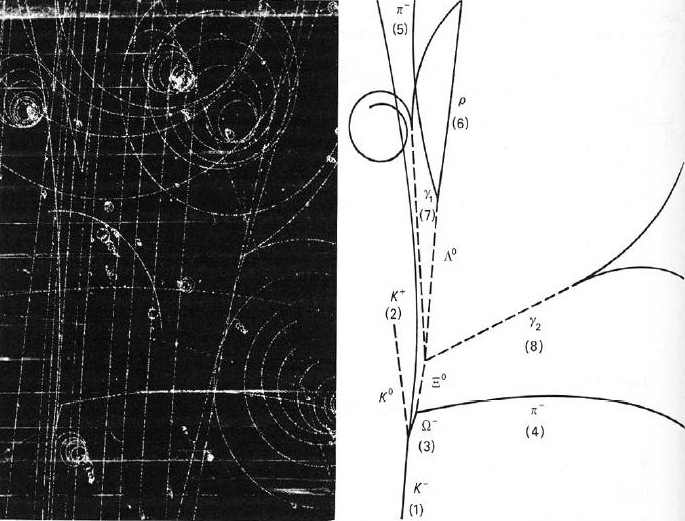 π⁻
(5)
p
(6)
γ₁
(7)
Λ⁰
K⁺
(2)
γ₂
(8)
Ξ⁰
K⁰
π⁻
(4)
Ω⁻
(3)
K⁻
(1)